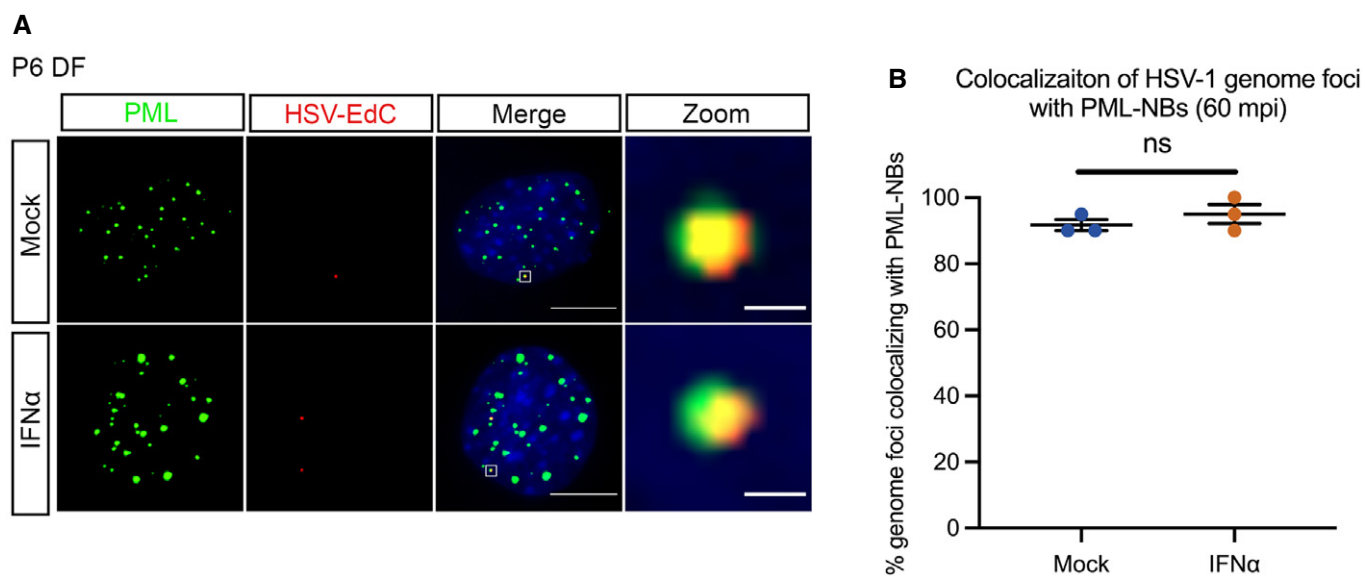 A
P6 DF
PML
HSV-EdC
Merge
Zoom
Mock
IFNα
B
Colocalizaiton of HSV-1 genome foci
with PML-NBs (60 mpi)
ns
% genome foci colocalizing with PML-NBs
100
80
60
40
20
0
Mock
IFNα